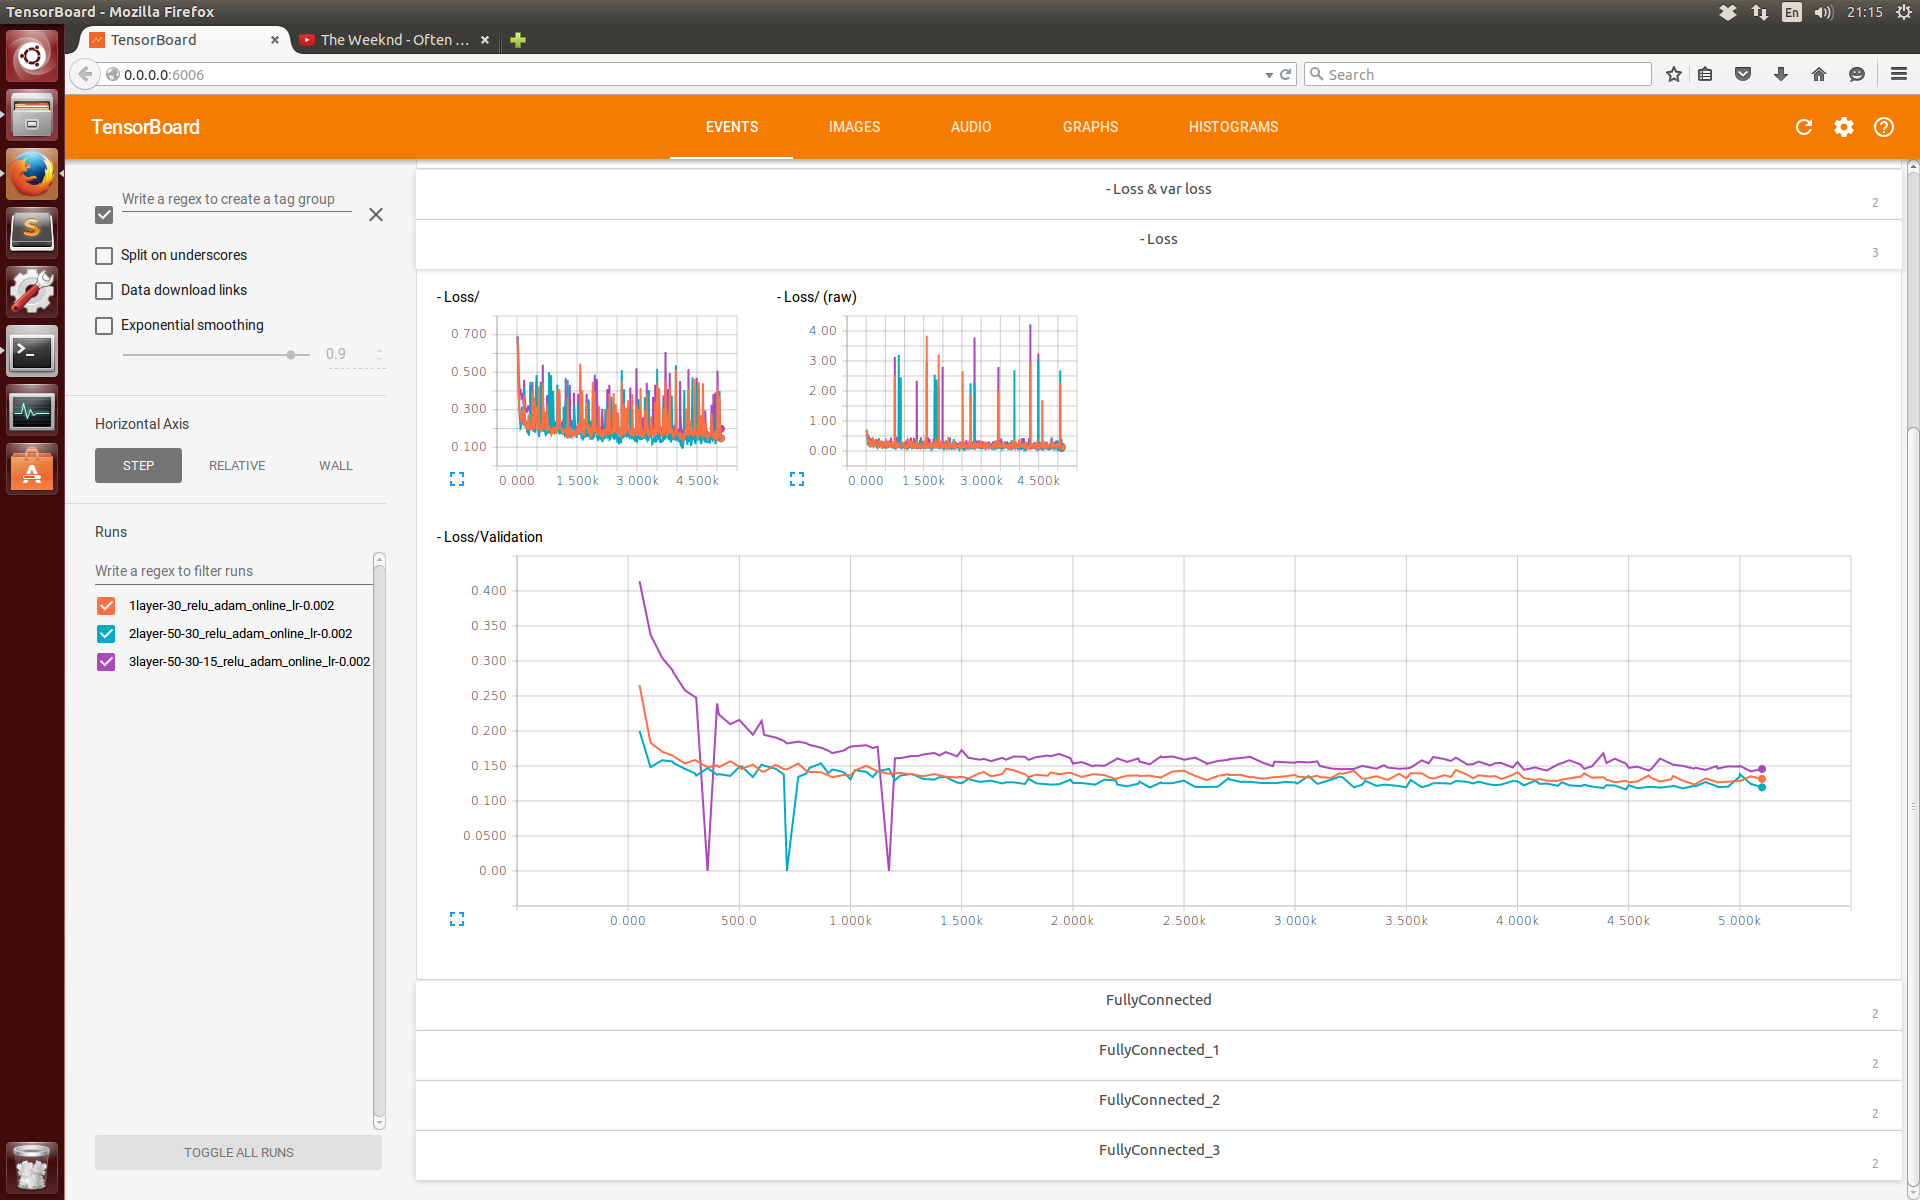 TensorBoard - Mozilla Firefox
En
21:15
TensorBoard
The Weeknd - Often ...
0.0.0.0:6006
Search
TensorBoard
EVENTS
IMAGES
AUDIO
GRAPHS
HISTOGRAMS
Write a regex to create a tag group
Split on underscores
Data download links
Exponential smoothing
0.9
Horizontal Axis
STEP
RELATIVE
WALL
Runs
Write a regex to filter runs
1layer-30_relu_adam_online_lr-0.002
2layer-50-30_relu_adam_online_lr-0.002
3layer-50-30-15_relu_adam_online_lr-0.002
TOGGLE ALL RUNS
- Loss & var loss
2
- Loss
3
- Loss/
0.700
0.500
0.300
0.100
0.000 1.500k 3.000k 4.500k
- Loss/ (raw)
4.00
3.00
2.00
1.00
0.00
0.000 1.500k 3.000k 4.500k
- Loss/Validation
0.400
0.350
0.300
0.250
0.200
0.150
0.100
0.0500
0.00
0.000 500.0 1.000k 1.500k 2.000k 2.500k 3.000k 3.500k 4.000k 4.500k 5.000k
FullyConnected
2
FullyConnected_1
2
FullyConnected_2
2
FullyConnected_3
2